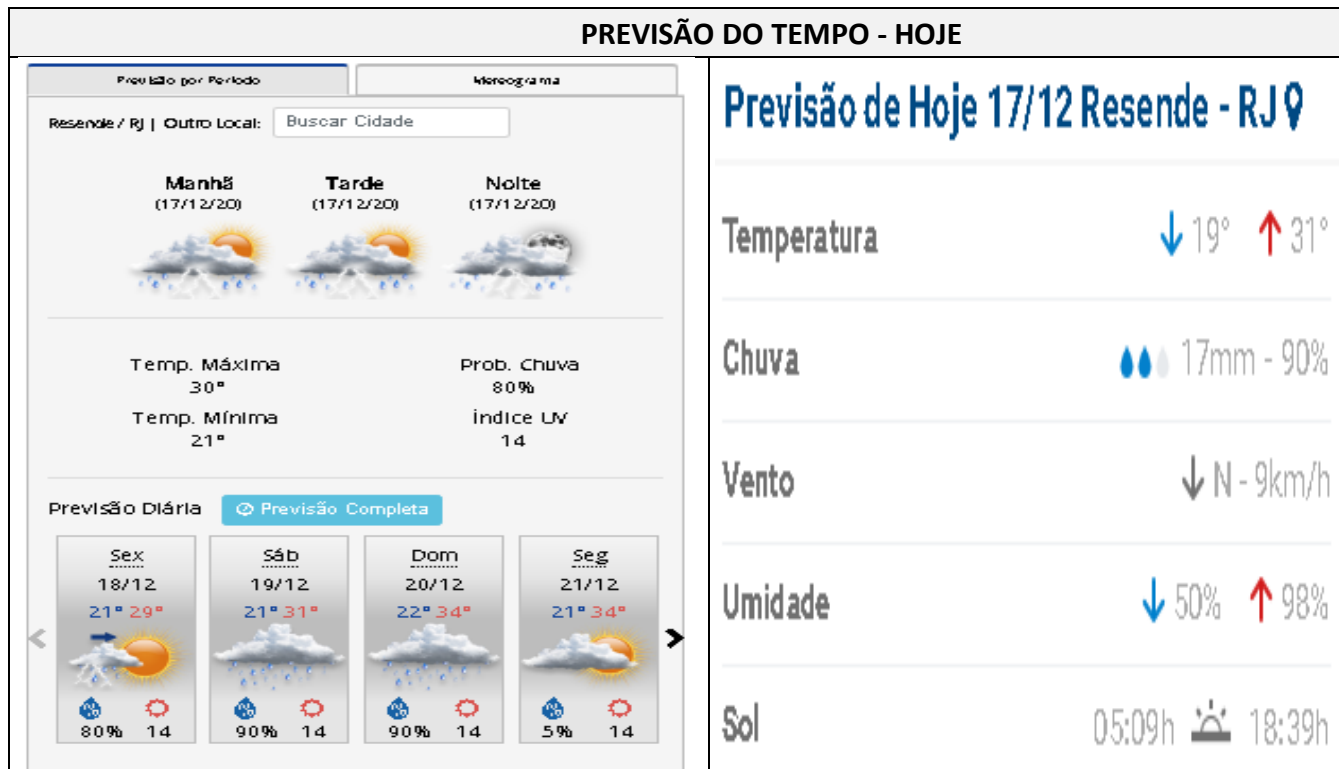 PREVISÃO DO TEMPO - HOJE
Previsão por Período
Meteograma
Resende / RJ | Outro Local: Buscar Cidade
Manhã Tarde Noite
(17/12/20) (17/12/20) (17/12/20)
Temp. Máxima Prob. Chuva
30° 80%
Temp. Mínima Índice UV
21° 14
Previsão Diária Previsão Completa
Sex Sáb Dom Seg
18/12 19/12 20/12 21/12
21° 29° 21° 31° 22° 34° 21° 34°
80% 14 90% 14 90% 14 5% 14
Previsão de Hoje 17/12 Resende - RJ
Temperatura 19° 31°
Chuva 17mm - 90%
Vento N - 9km/h
Umidade 50% 98%
Sol 05:09h 18:39h